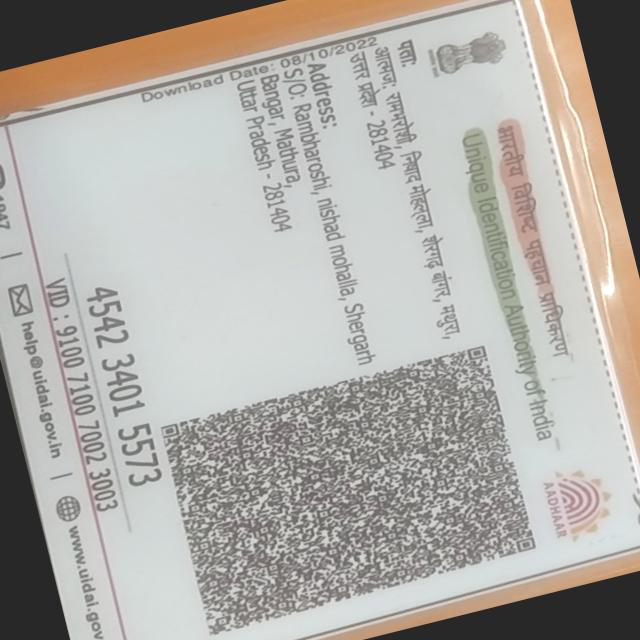 भारतीय विशिष्ट पहचान प्राधिकरण
Unique Identification Authority of India
AADHAAR
पता:
आत्मज: रामभरोसी, निषाद मोहल्ला, शेरगढ़ बांगर, मथुरा,
उत्तर प्रदेश - 281404
Address:
S/O: Rambharoshi, nishad mohalla, Shergarh
Bangar, Mathura,
Uttar Pradesh - 281404
Download Date: 08/10/2022
4542 3401 5573
VID : 9100 7100 7002 3003
1947 | help@uidai.gov.in | www.uidai.gov